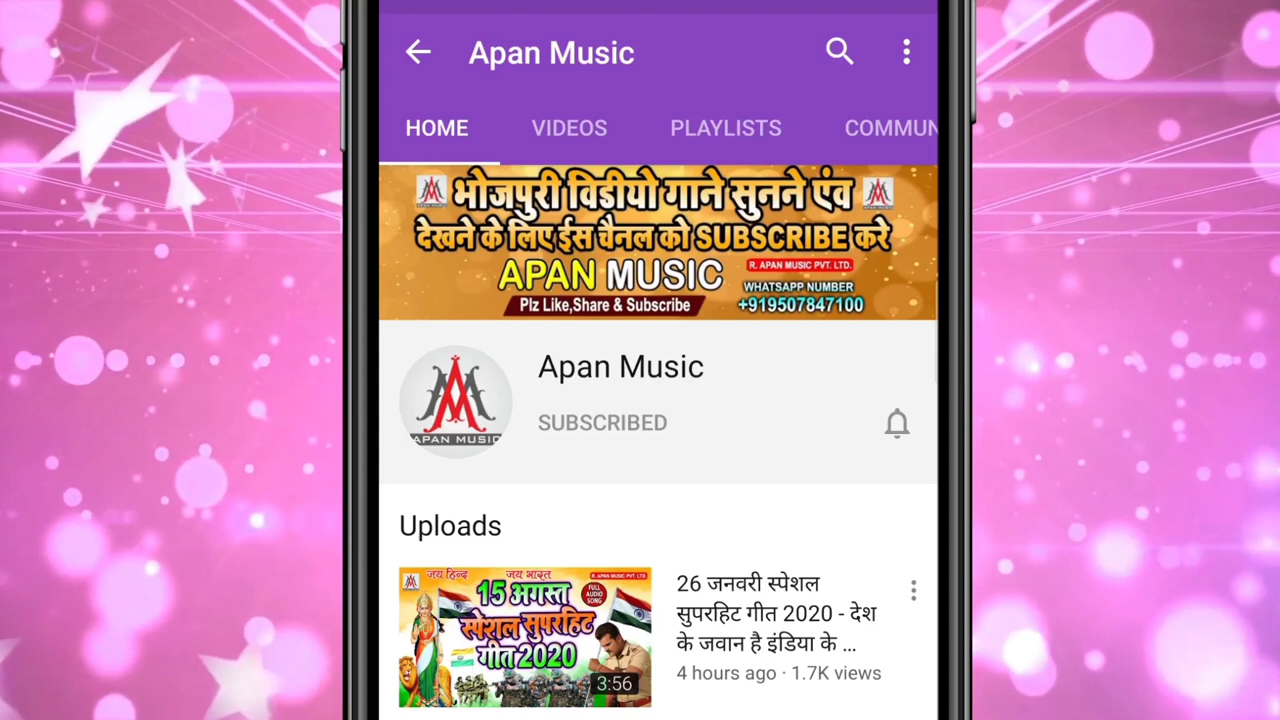 Apan Music
HOME VIDEOS PLAYLISTS COMMUN
भोजपुरी विडीयो गाने सुनने एंव
देखने के लिए ईस चैनल को SUBSCRIBE करे
APAN MUSIC
R. APAN MUSIC PVT. LTD.
WHATSAPP NUMBER
Plz Like,Share & Subscribe
+919507847100
Apan Music
SUBSCRIBED
APAN MUSIC
Uploads
जय हिन्द जय भारत
R. APAN MUSIC PVT. LTD
15 अगस्त
FULL AUDIO SONG
स्पेशल सुपरहिट
गीत 2020
3:56
26 जनवरी स्पेशल
सुपरहिट गीत 2020 - देश
के जवान है इंडिया के ...
4 hours ago · 1.7K views